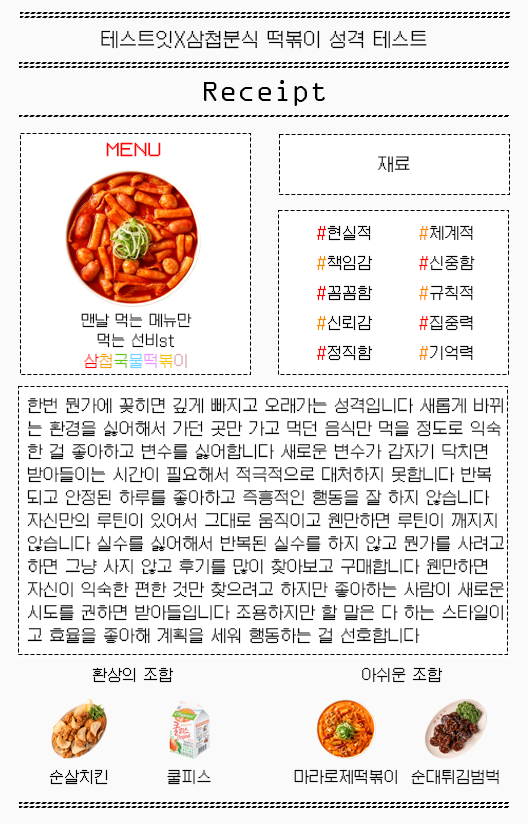 테스트잇X삼첩분식 떡볶이 성격 테스트
Receipt
MENU
맨날 먹는 메뉴만
먹는 선비st
삼첩국물떡볶이
재료
#현실적 #체계적
#책임감 #신중함
#꼼꼼함 #규칙적
#신뢰감 #집중력
#정직함 #기억력
한번 뭔가에 꽂히면 깊게 빠지고 오래가는 성격입니다 새롭게 바뀌
는 환경을 싫어해서 가던 곳만 가고 먹던 음식만 먹을 정도로 익숙
한 걸 좋아하고 변수를 싫어합니다 새로운 변수가 갑자기 닥치면
받아들이는 시간이 필요해서 적극적으로 대처하지 못합니다 반복
되고 안정된 하루를 좋아하고 즉흥적인 행동을 잘 하지 않습니다
자신만의 루틴이 있어서 그대로 움직이고 웬만하면 루틴이 깨지지
않습니다 실수를 싫어해서 반복된 실수를 하지 않고 뭔가를 사려고
하면 그냥 사지 않고 후기를 많이 찾아보고 구매합니다 웬만하면
자신이 익숙한 편한 것만 찾으려고 하지만 좋아하는 사람이 새로운
시도를 권하면 받아들입니다 조용하지만 할 말은 다 하는 스타일이
고 효율을 좋아해 계획을 세워 행동하는 걸 선호합니다
환상의 조합
아쉬운 조합
순살치킨
쿨피스
마라로제떡볶이
순대튀김범벅